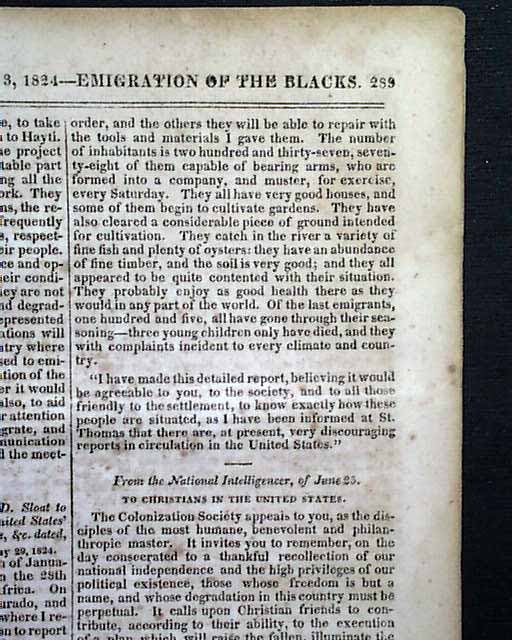 3, 1824—EMIGRATION OF THE BLACKS. 289
e, to take
to Hayti.
e project
table part
ng all the
ork. They
ns, the re-
frequently
s, respect-
eir people.
ce and op-
heir condi-
hey are not
nd degrad-
epresented
ations will
ntry where
sed to emi-
ation of the
er it would
also, to aid
r attention
grate, and
munication
d the meet-
D. Sloat to
nited States'
, &c. dated,
ay 29, 1824.
h of Janua-
n the 28th
frica. On
urado, and
where I re-
n to report
order, and the others they will be able to repair with
the tools and materials I gave them. The number
of inhabitants is two hundred and thirty-seven, seven-
ty-eight of them capable of bearing arms, who are
formed into a company, and muster, for exercise,
every Saturday. They all have very good houses, and
some of them begin to cultivate gardens. They have
also cleared a considerable piece of ground intended
for cultivation. They catch in the river a variety of
fine fish and plenty of oysters: they have an abundance
of fine timber, and the soil is very good; and they all
appeared to be quite contented with their situation.
They probably enjoy as good health there as they
would in any part of the world. Of the last emigrants,
one hundred and five, all have gone through their sea-
soning—three young children only have died, and they
with complaints incident to every climate and coun-
try.
"I have made this detailed report, believing it would
be agreeable to you, to the society, and to all those
friendly to the settlement, to know exactly how these
people are situated, as I have been informed at St.
Thomas that there are, at present, very discouraging
reports in circulation in the United States."
From the National Intelligencer, of June 25.
TO CHRISTIANS IN THE UNITED STATES.
The Colonization Society appeals to you, as the dis-
ciples of the most humane, benevolent and philan-
thropic master. It invites you to remember, on the
day consecrated to a thankful recollection of our
national independence and the high privileges of our
political existence, those whose freedom is but a
name, and whose degradation in this country must be
perpetual. It calls upon Christian friends to con-
tribute, according to their ability, to the execution
of a plan which will raise the fallen, illuminate the